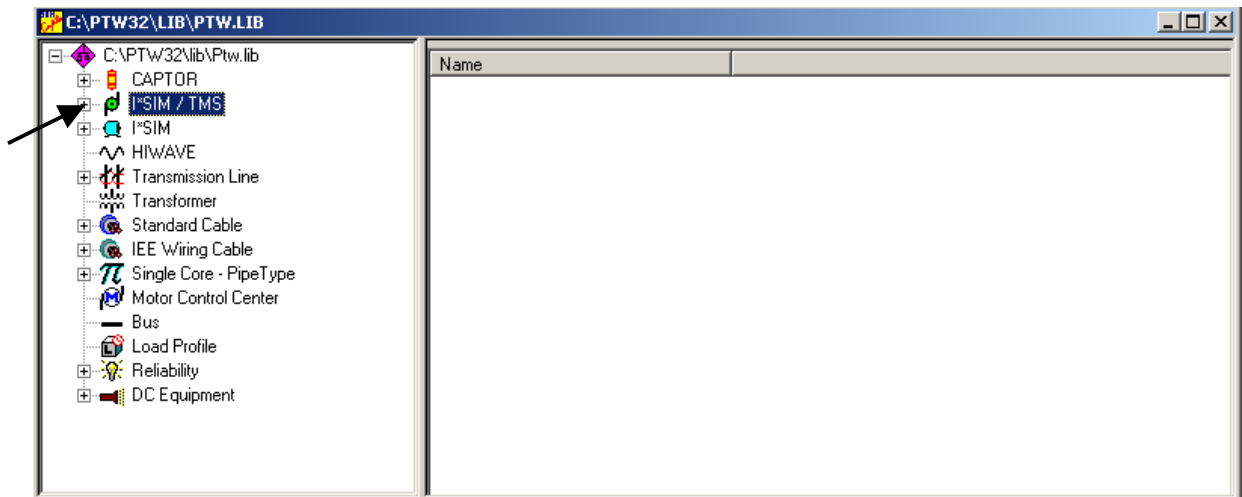 C:\PTW32\LIB\PTW.LIB
C:\PTW32\lib\Ptw.lib
CAPTOR
I*SIM / TMS
I*SIM
HIWAVE
Transmission Line
Transformer
Standard Cable
IEE Wiring Cable
Single Core - PipeType
Motor Control Center
Bus
Load Profile
Reliability
DC Equipment
Name